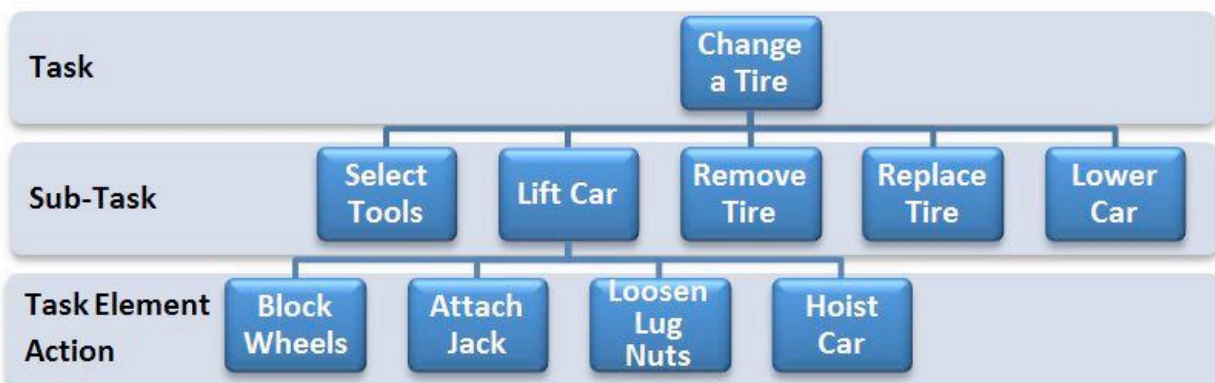 Task
Change
a Tire
Sub-Task
Select
Tools
Lift Car
Remove
Tire
Replace
Tire
Lower
Car
Task Element
Action
Block
Wheels
Attach
Jack
Loosen
Lug
Nuts
Hoist
Car